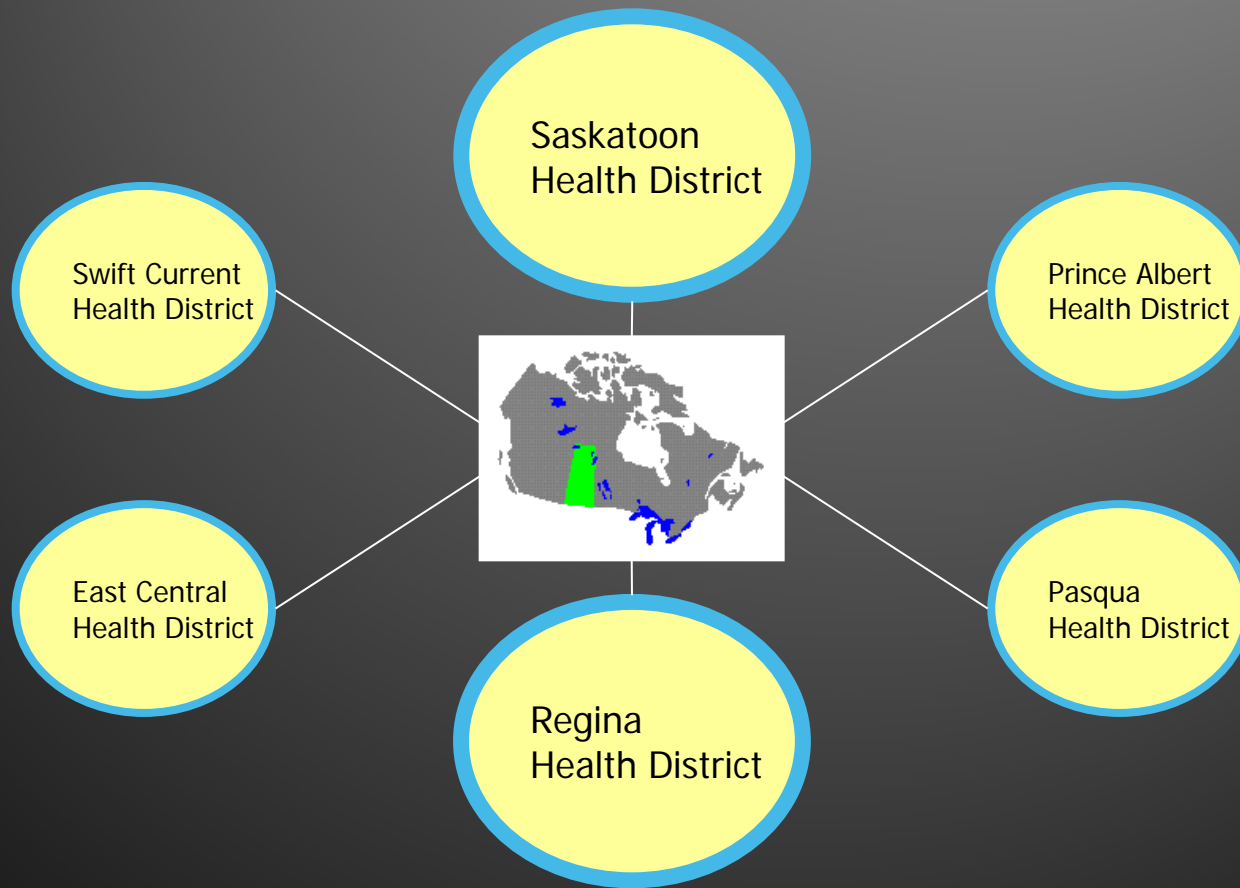 Saskatoon
Health District
Swift Current
Health District
Prince Albert
Health District
East Central
Health District
Pasqua
Health District
Regina
Health District